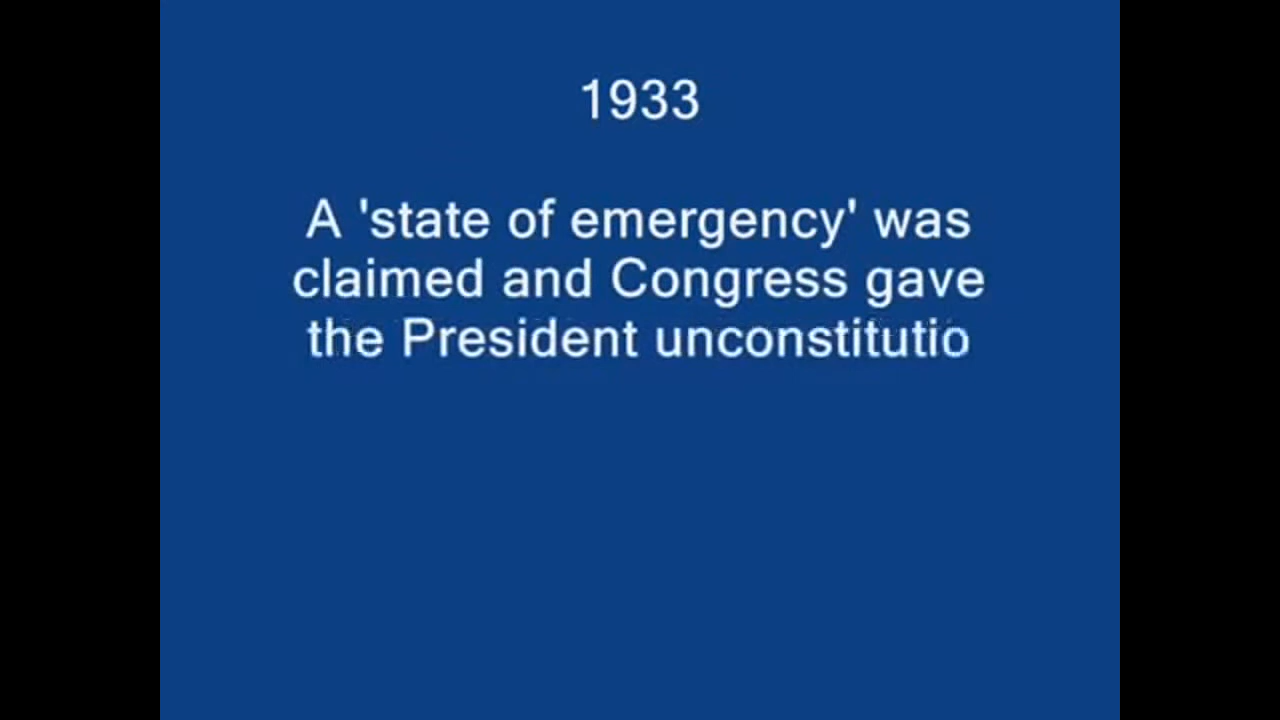 1933
A 'state of emergency' was
claimed and Congress gave
the President unconstitutio